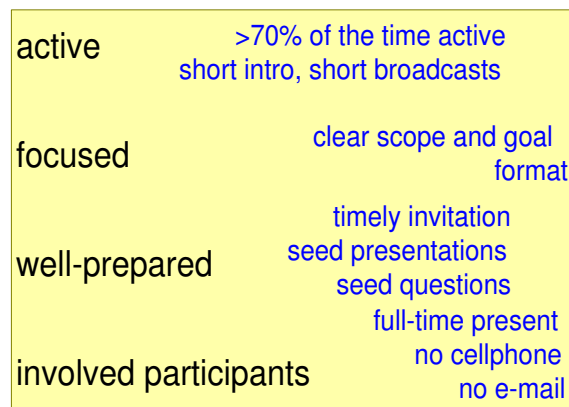 active
>70% of the time active
short intro, short broadcasts
focused
clear scope and goal
format
well-prepared
timely invitation
seed presentations
seed questions
involved participants
full-time present
no cellphone
no e-mail